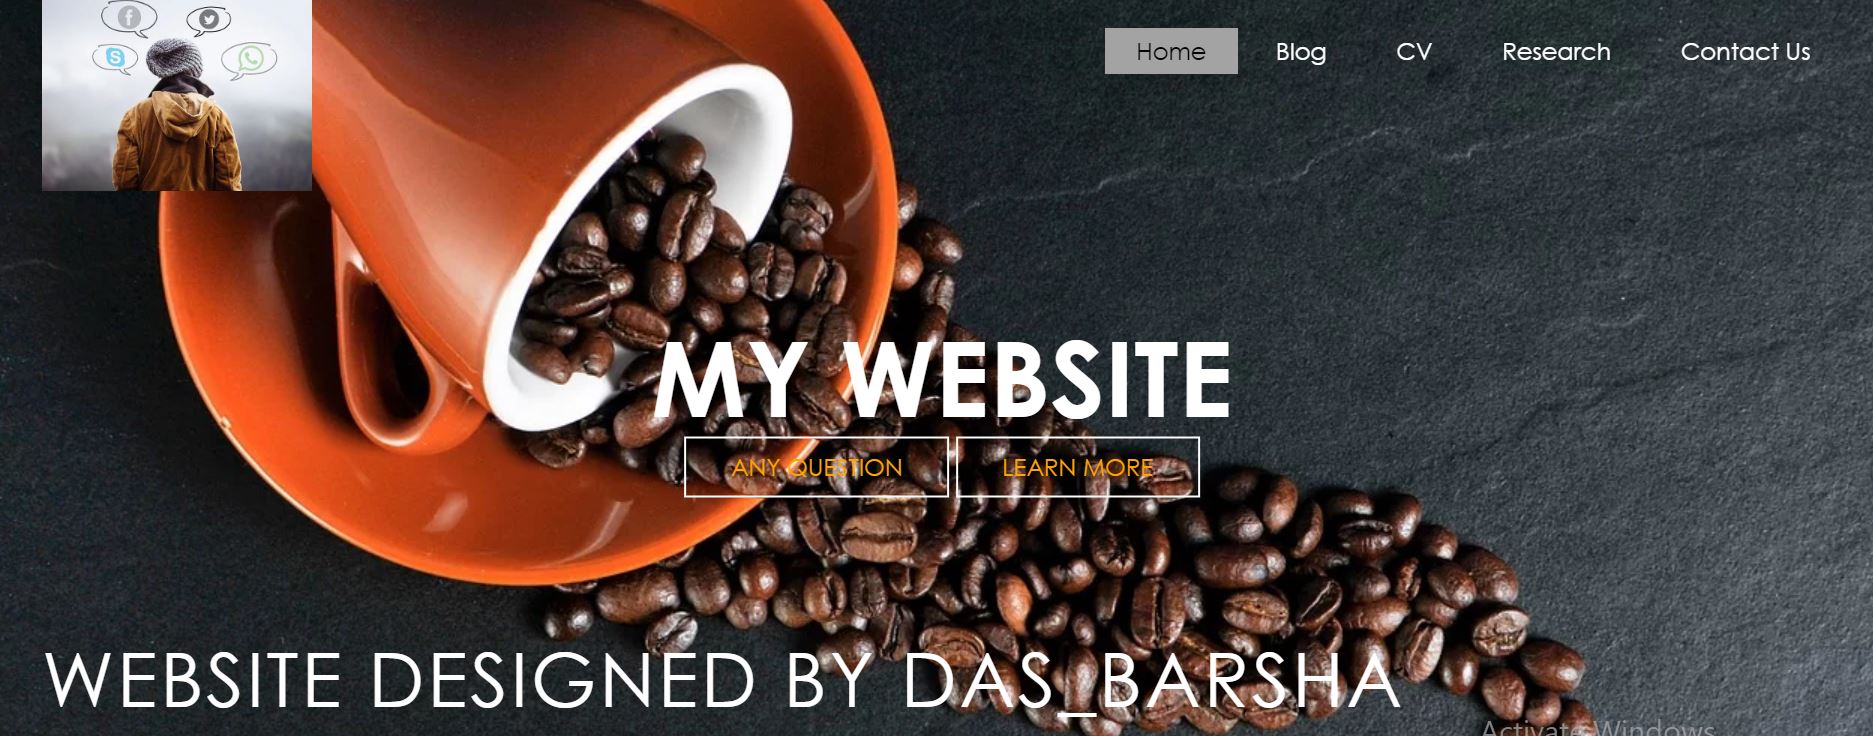 Home Blog CV Research Contact Us
MY WEBSITE
ANY QUESTION LEARN MORE
WEBSITE DESIGNED BY DAS_BARSHA
Activate Windows